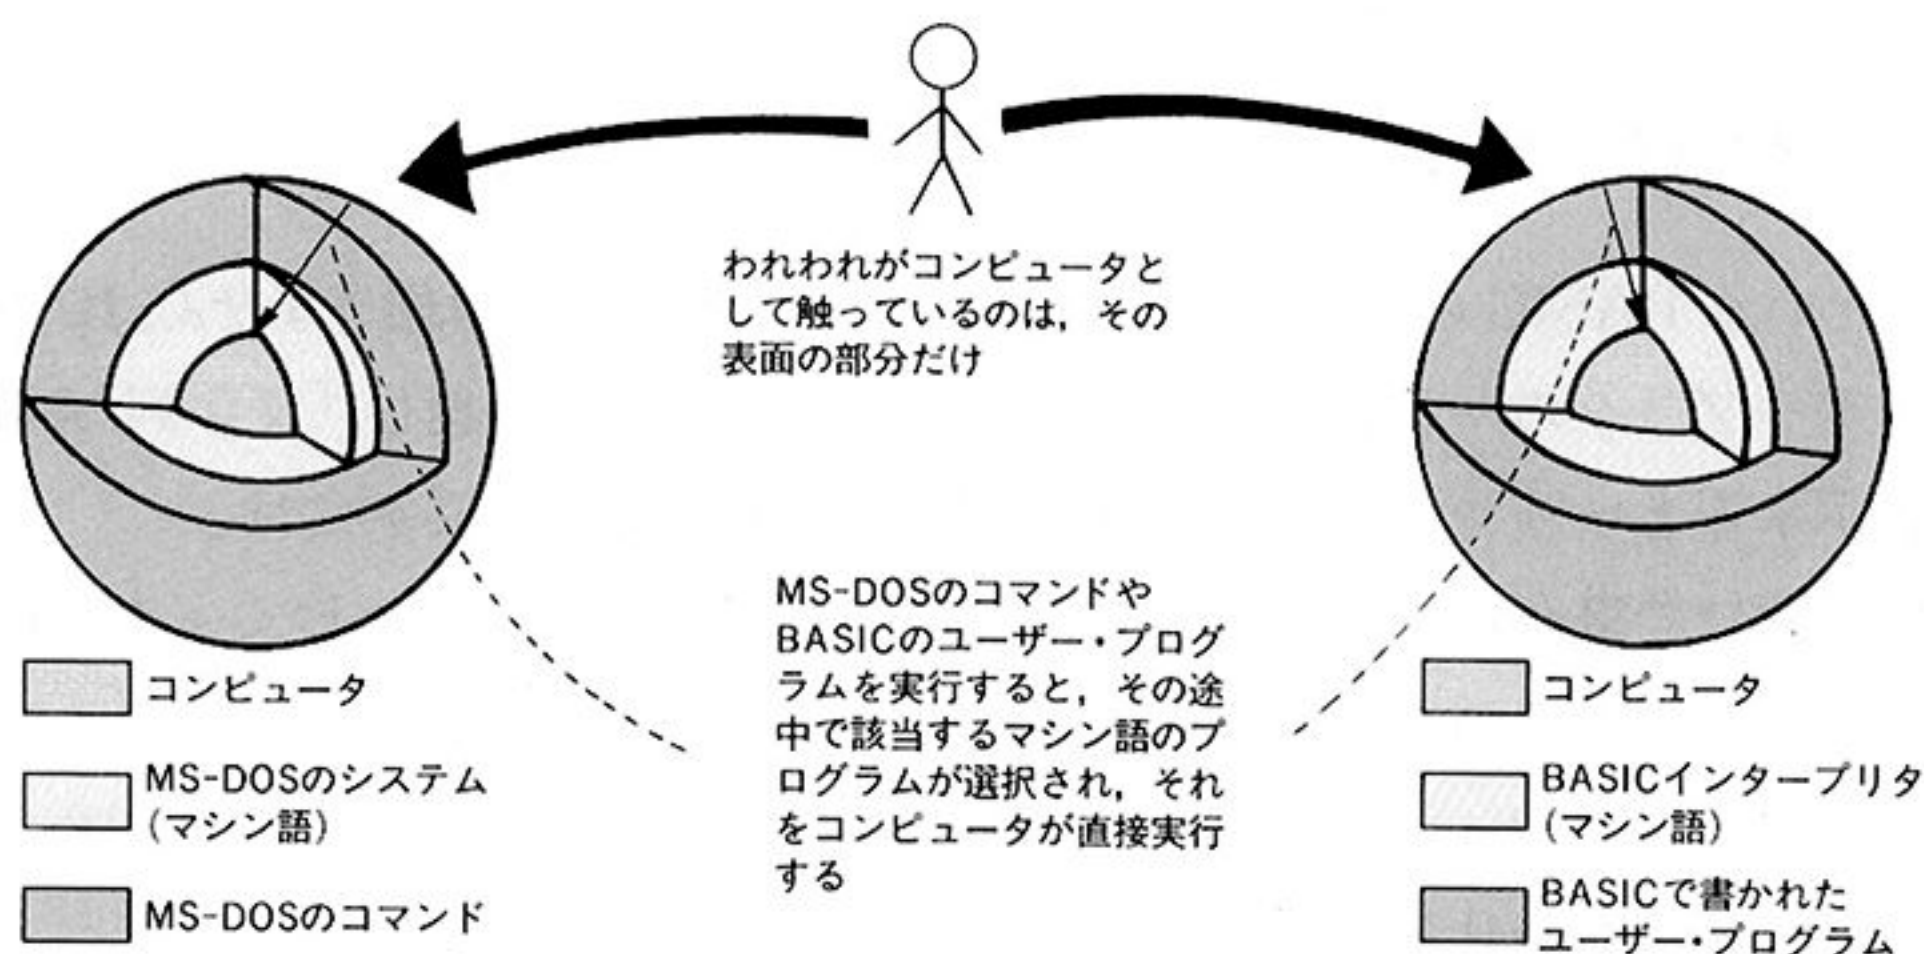 われわれがコンピュータと
して触っているのは，その
表面の部分だけ
MS-DOSのコマンドや
BASICのユーザー・プログ
ラムを実行すると，その途
中で該当するマシン語のプ
ログラムが選択され，それ
をコンピュータが直接実行
する
コンピュータ
MS-DOSのシステム
(マシン語)
MS-DOSのコマンド
コンピュータ
BASICインタープリタ
(マシン語)
BASICで書かれた
ユーザー・プログラム